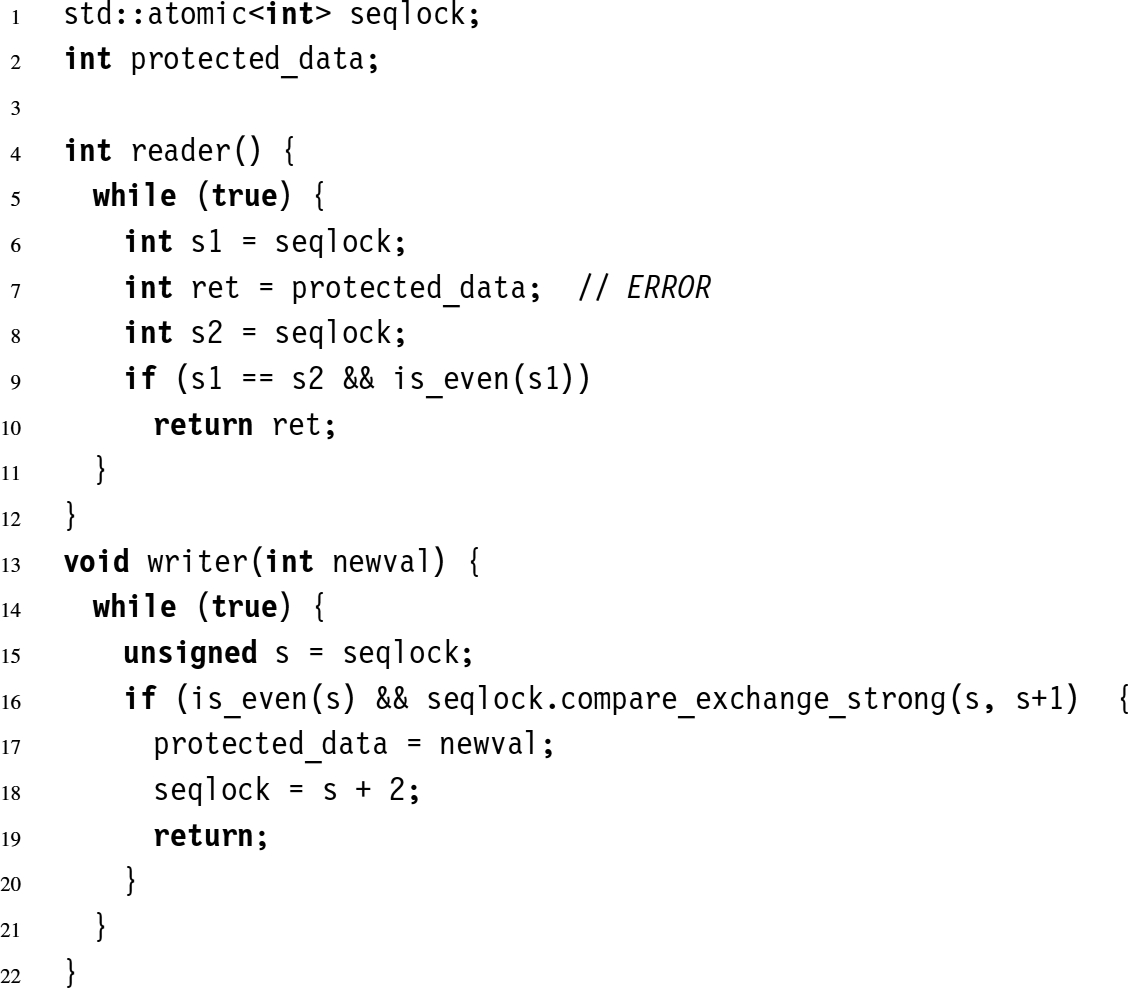 1 std::atomic<int> seqlock;
2 int protected_data;
3
4 int reader() {
5 while (true) {
6 int s1 = seqlock;
7 int ret = protected_data; // ERROR
8 int s2 = seqlock;
9 if (s1 == s2 && is_even(s1))
10 return ret;
11 }
12 }
13 void writer(int newval) {
14 while (true) {
15 unsigned s = seqlock;
16 if (is_even(s) && seqlock.compare_exchange_strong(s, s+1) {
17 protected_data = newval;
18 seqlock = s + 2;
19 return;
20 }
21 }
22 }